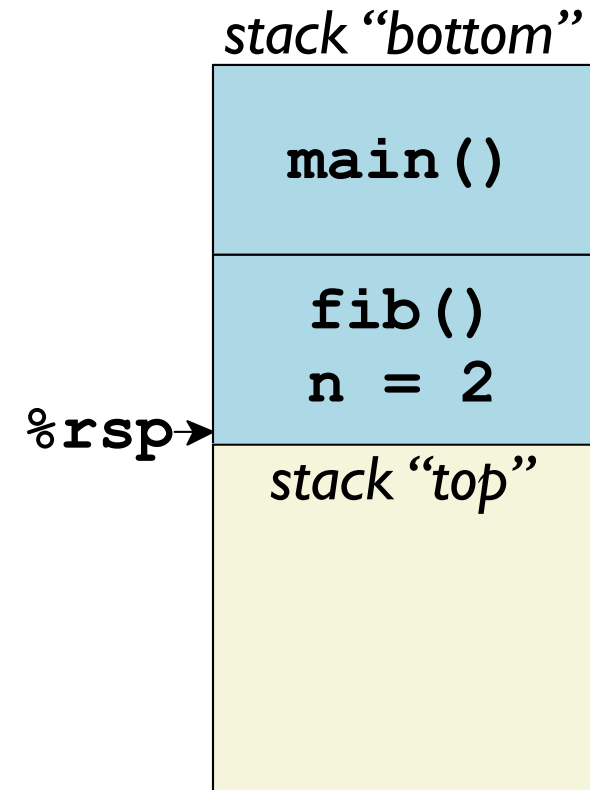 stack “bottom”
main()
fib()
n = 2
%rsp
stack “top”